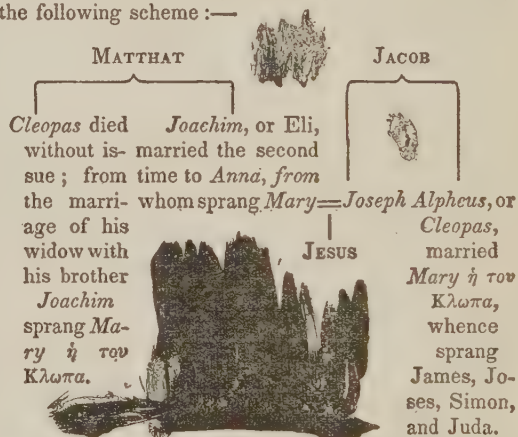 the following scheme :—
MATTHAT
JACOB
Cleopas died
without is-
sue ; from
the marri-
age of his
widow with
his brother
Joachim
sprang Ma-
ry ἡ του
Κλωπα.
Joachim, or Eli,
married the second
time to Anna, from
whom sprang Mary=Joseph Alpheus, or
JESUS
Cleopas,
married
Mary ἡ του
Κλωπα,
whence
sprang
James, Jo-
ses, Simon,
and Juda.